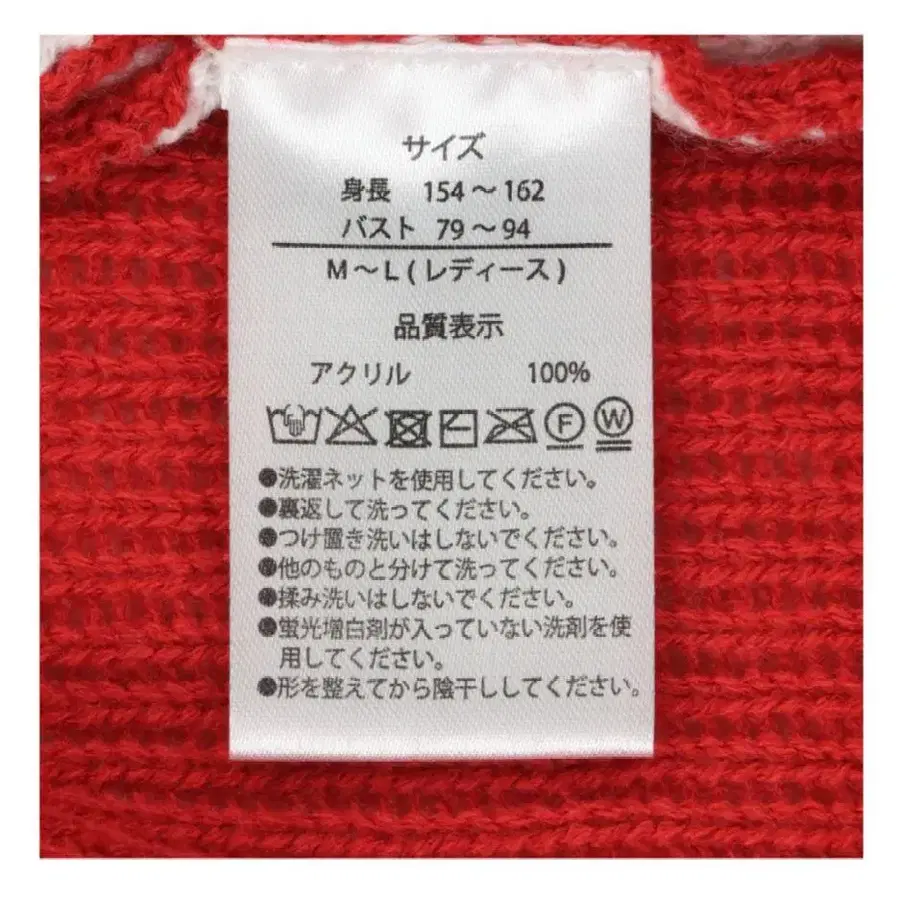 サイズ
身長 154～162
バスト 79～94
M～L(レディース)
品質表示
アクリル 100%
F W
●洗濯ネットを使用してください。
●裏返して洗ってください。
●つけ置き洗いはしないでください。
●他のものと分けて洗ってください。
●揉み洗いはしないでください。
●蛍光増白剤が入っていない洗剤を使
用してください。
●形を整えてから陰干ししてください。